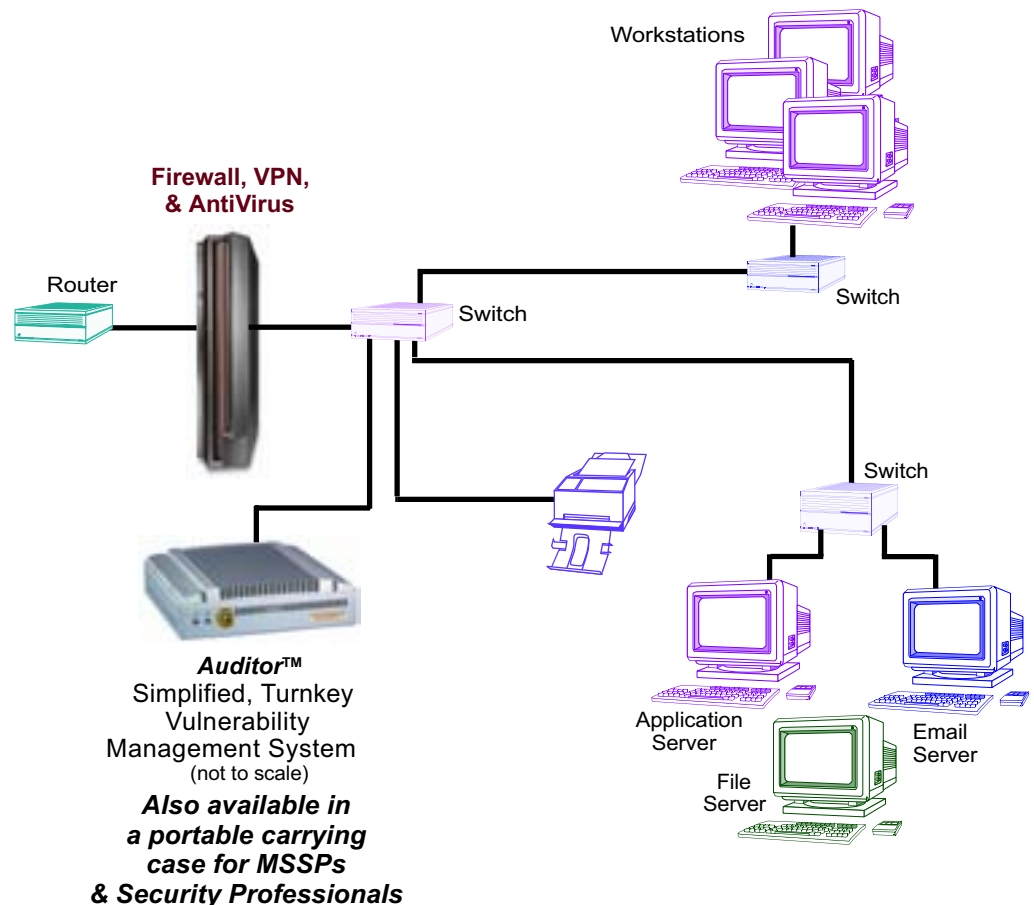 Workstations
Firewall, VPN,
& AntiVirus
Router
Switch
Switch
Switch
Auditor™
Simplified, Turnkey
Vulnerability
Management System
(not to scale)
Also available in
a portable carrying
case for MSSPs
& Security Professionals
Application
Server
Email
Server
File
Server